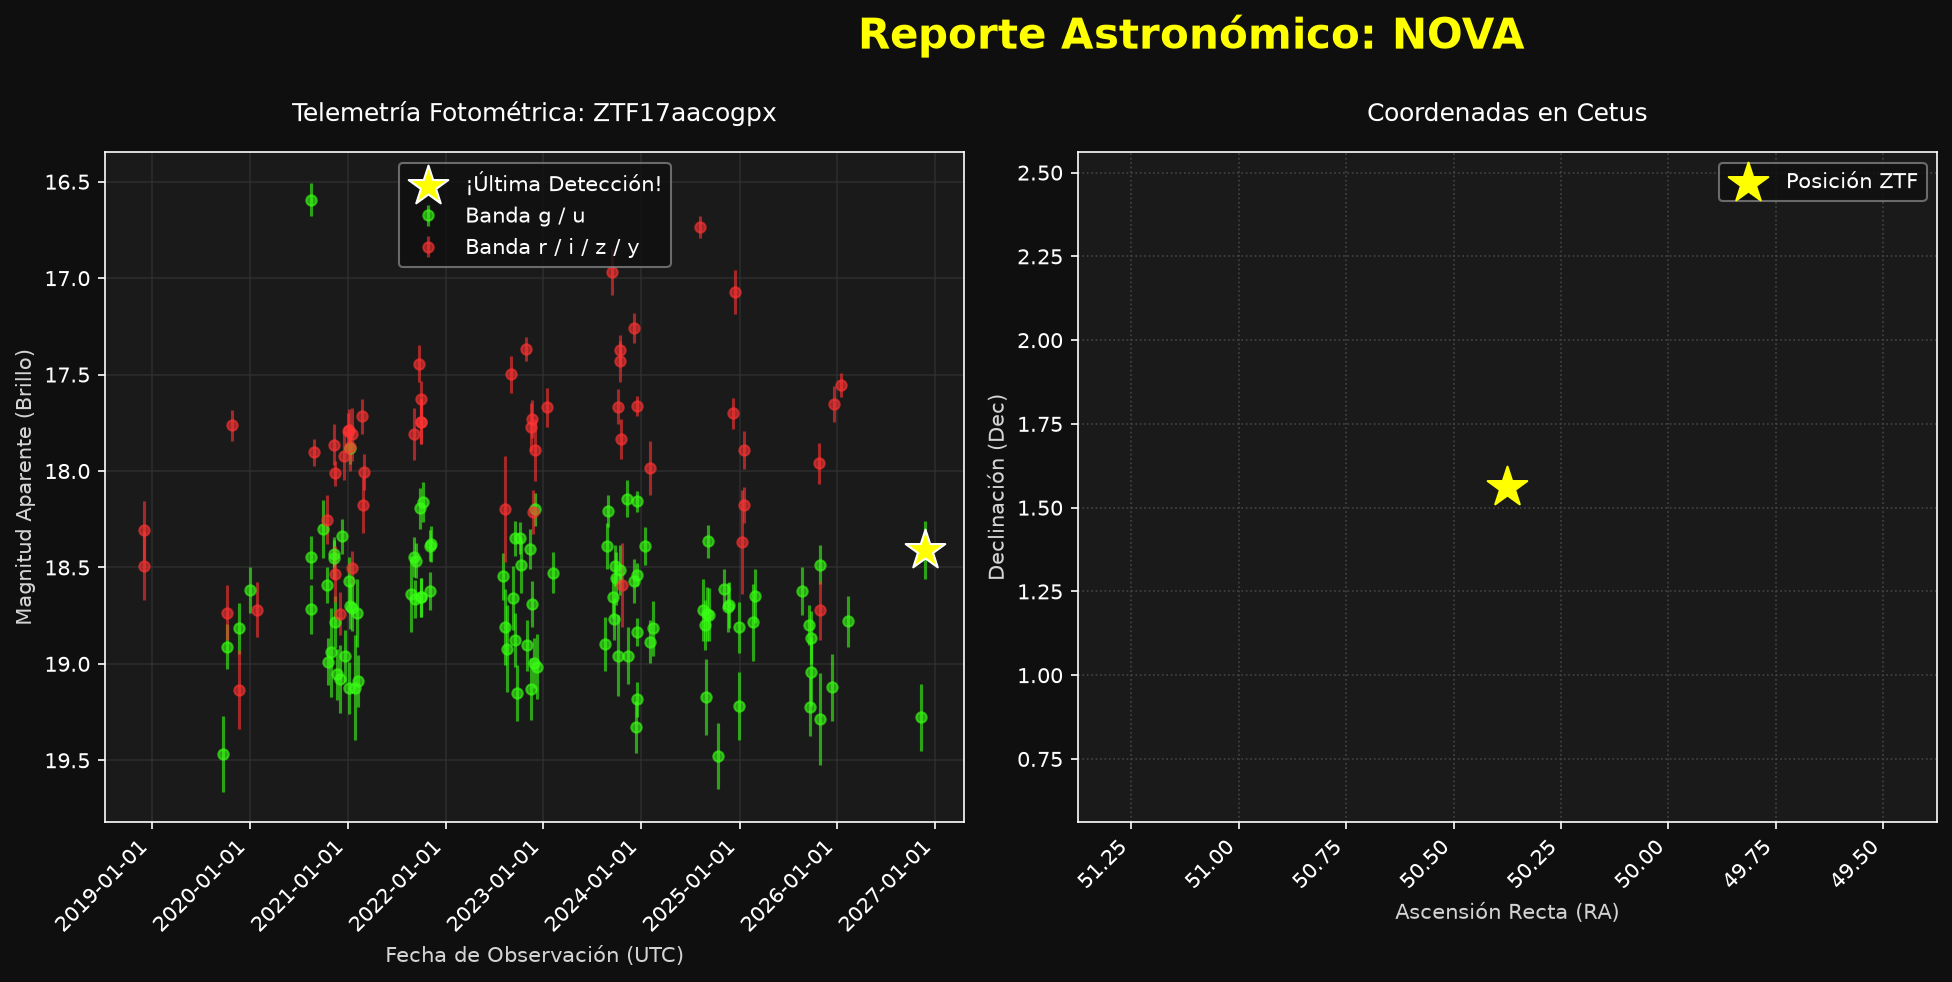 Reporte Astronómico: NOVA
Telemetría Fotométrica: ZTF17aacogpx
¡Última Detección!
Banda g / u
Banda r / i / z / y
Magnitud Aparente (Brillo)
16.5
17.0
17.5
18.0
18.5
19.0
19.5
2019-01-01
2020-01-01
2021-01-01
2022-01-01
2023-01-01
2024-01-01
2025-01-01
2026-01-01
2027-01-01
Fecha de Observación (UTC)
Coordenadas en Cetus
Posición ZTF
Declinación (Dec)
2.50
2.25
2.00
1.75
1.50
1.25
1.00
0.75
51.25
51.00
50.75
50.50
50.25
50.00
49.75
49.50
Ascensión Recta (RA)